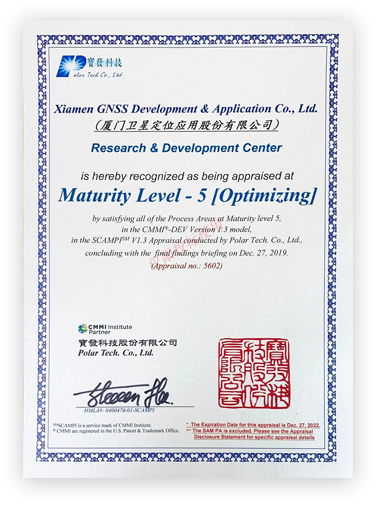 寶發科技
Polar Tech Co., Ltd
Xiamen GNSS Development & Application Co., Ltd.
(厦门卫星定位应用股份有限公司)
Research & Development Center
is hereby recognized as being appraised at
Maturity Level - 5 [Optimizing]
by satisfying all of the Process Areas at Maturity level 5,
in the CMMI®-DEV Version 1.3 model,
in the SCAMPI℠ V1.3 Appraisal conducted by Polar Tech. Co., Ltd.,
concluding with the final findings briefing on Dec. 27, 2019.
(Appraisal no.: 5602)
CMMI Institute
Partner
寶發科技股份有限公司
Polar Tech. Co., Ltd.
HMLA#: 0400476-01-SCAMPI
℠SCAMPI is a service mark of CMMI Institute.
® CMMI are registered in the U.S. Patent & Trademark Office.
* The Expiration Date for this appraisal is Dec. 27, 2022.
** The SAM PA is excluded. Please see the Appraisal
Disclosure Statement for specific appraisal details